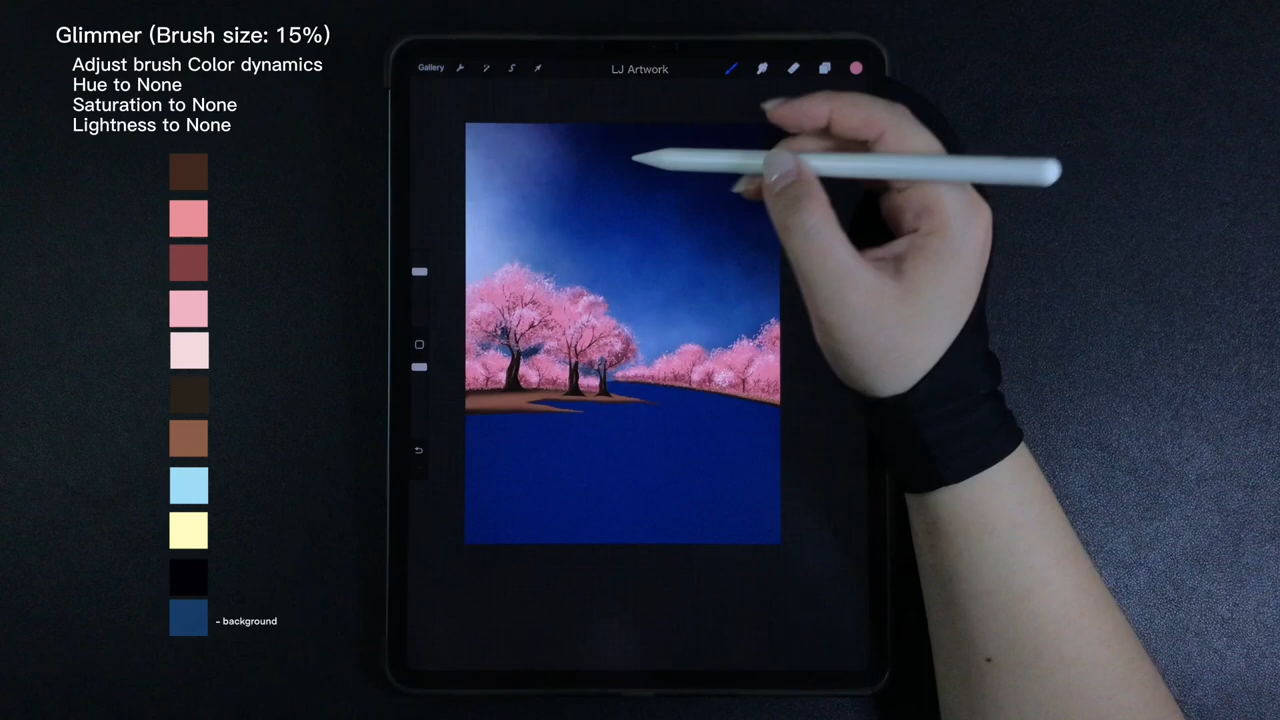 Glimmer (Brush size: 15%)
Adjust brush Color dynamics
Hue to None
Saturation to None
Lightness to None
Gallery
LJ Artwork
- background